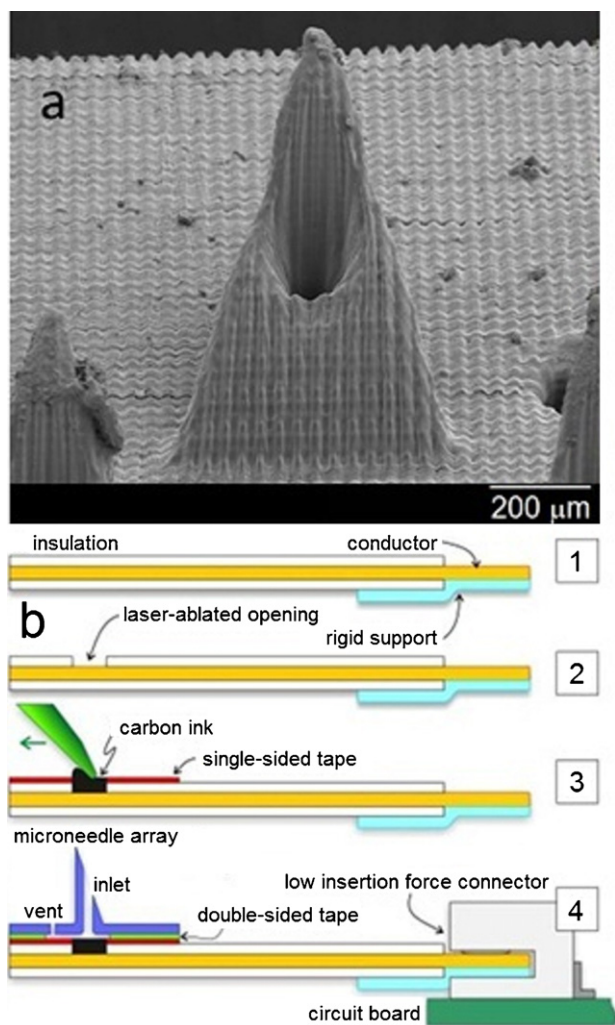 a
200 μm
insulation
conductor
1
b
laser-ablated opening
rigid support
2
carbon ink
single-sided tape
3
microneedle array
inlet
vent
low insertion force connector
double-sided tape
4
circuit board